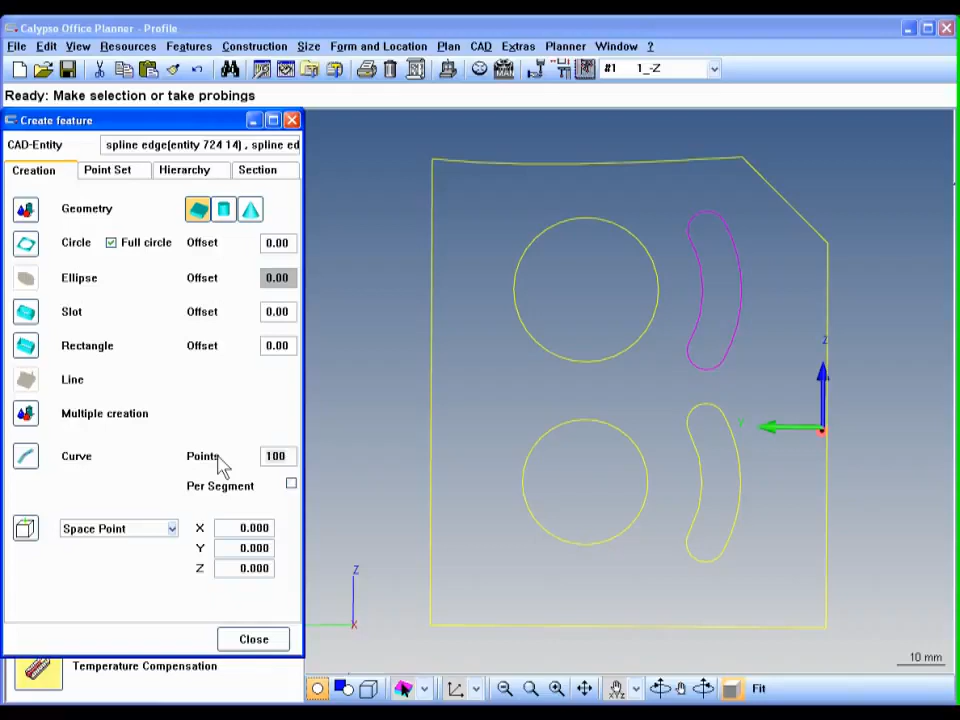 Calypso Office Planner - Profile
File Edit View Resources Features Construction Size Form and Location Plan CAD Extras Planner Window ?
#1 1_-Z
Ready: Make selection or take probings
Create feature
CAD-Entity spline edge(entity 724 14) , spline ed
Creation Point Set Hierarchy Section
Geometry
Circle Full circle Offset 0.00
Ellipse Offset 0.00
Slot Offset 0.00
Rectangle Offset 0.00
Line
Multiple creation
Curve Points 100
Per Segment
Space Point X 0.000
Y 0.000
Z 0.000
Close
Temperature Compensation
Z
Y
Z
X
10 mm
XYZ
Fit